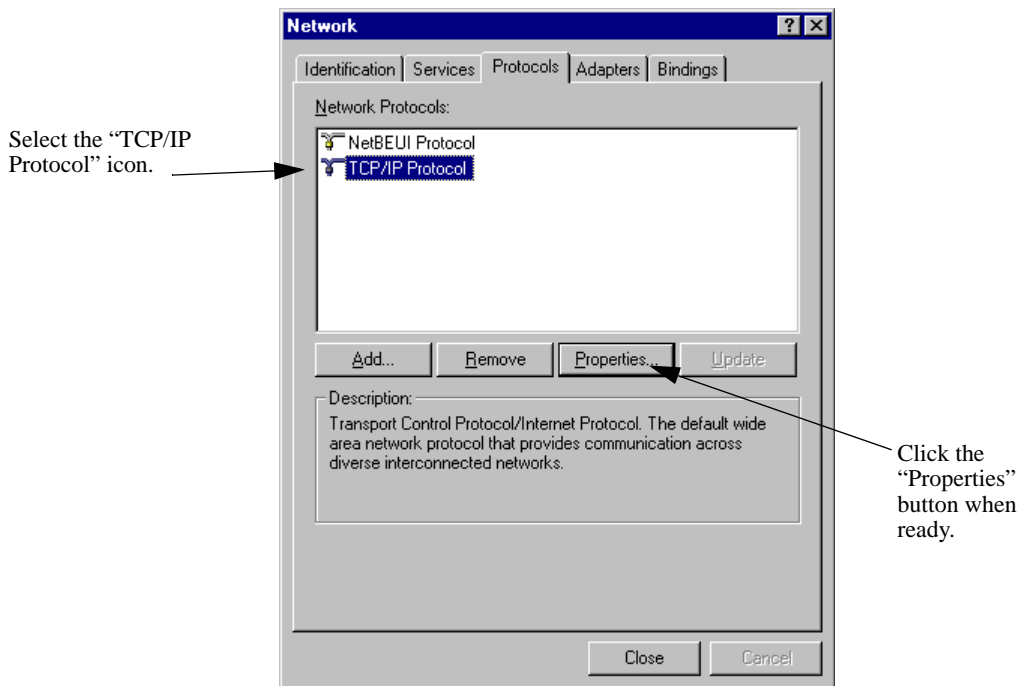 Network
Identification Services Protocols Adapters Bindings
Network Protocols:
NetBEUI Protocol
TCP/IP Protocol
Select the “TCP/IP
Protocol” icon.
Add... Remove Properties... Update
Description:
Transport Control Protocol/Internet Protocol. The default wide
area network protocol that provides communication across
diverse interconnected networks.
Click the
“Properties”
button when
ready.
Close Cancel